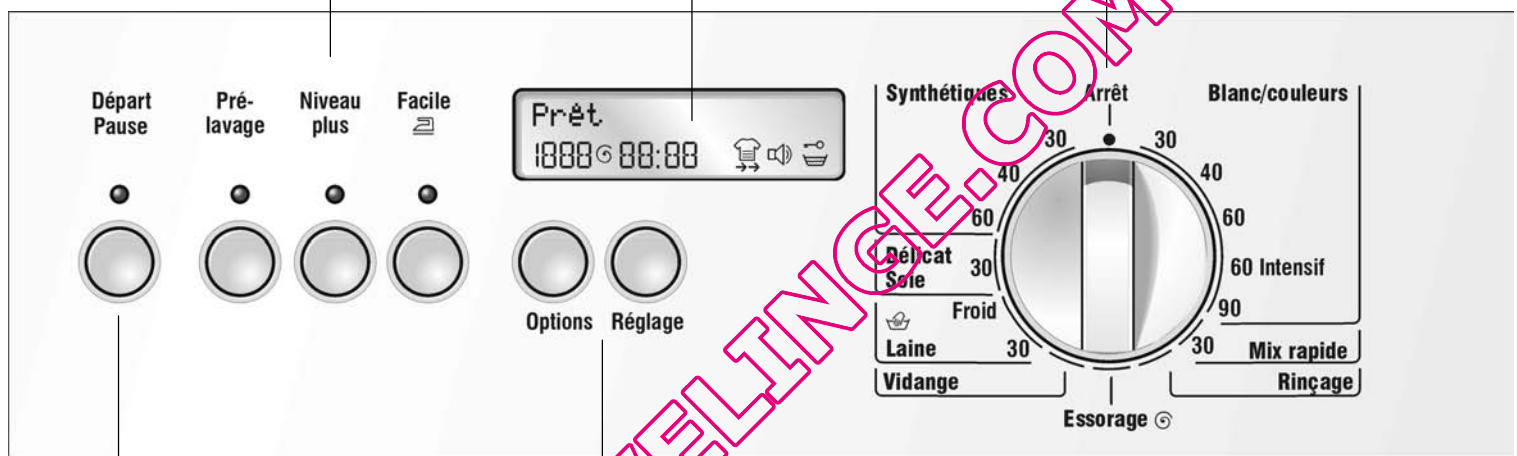 Départ
Pause
Pré-
lavage
Niveau
plus
Facile
Prêt
1888 88:88
Options Réglage
Synthétiques
Arrêt
Blanc/couleurs
30
40
60
Délicat
Soie
30
Froid
Laine 30
Vidange
30
40
60
60 Intensif
90
30 Mix rapide
Rinçage
Essorage
ELINGE.COM